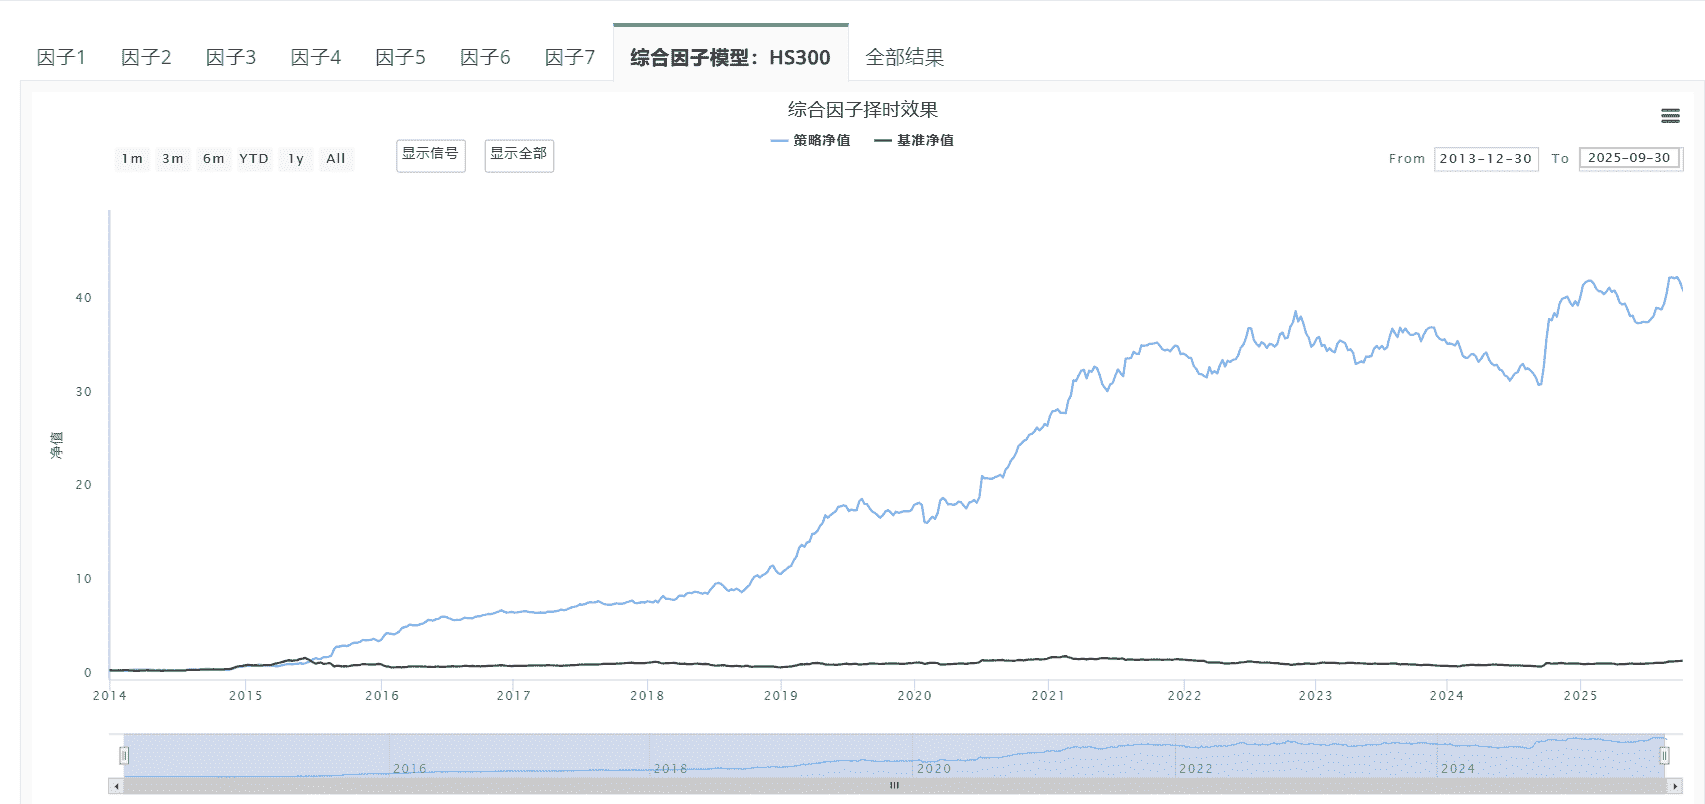 因子1 因子2 因子3 因子4 因子5 因子6 因子7 综合因子模型：HS300 全部结果
综合因子择时效果
策略净值 基准净值
1m 3m 6m YTD 1y All 显示信号 显示全部 From 2013-12-30 To 2025-09-30
净值
40
30
20
10
0
2014 2015 2016 2017 2018 2019 2020 2021 2022 2023 2024 2025
2016 2018 2020 2022 2024